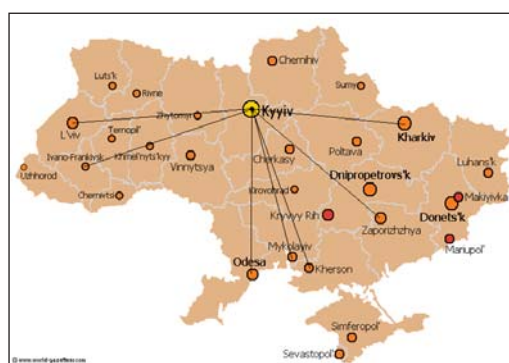 Chernihiv
Luts'k
Rivne
Sumy
Zhytomyr
Kyyiv
L'viv
Kharkiv
Ternopil'
Poltava
Ivano-Frankivs'k
Khmel'nyts'kyy
Cherkasy
Vinnytsya
Luhans'k
Uzhhorod
Dnipropetrovs'k
Chernivtsi
Kirovohrad
Makiyivka
Donets'k
Kryvyy Rih
Zaporizhzhya
Mariupol'
Mykolayiv
Odesa
Kherson
Simferopol'
Sevastopol'
© www.world-gazetteer.com